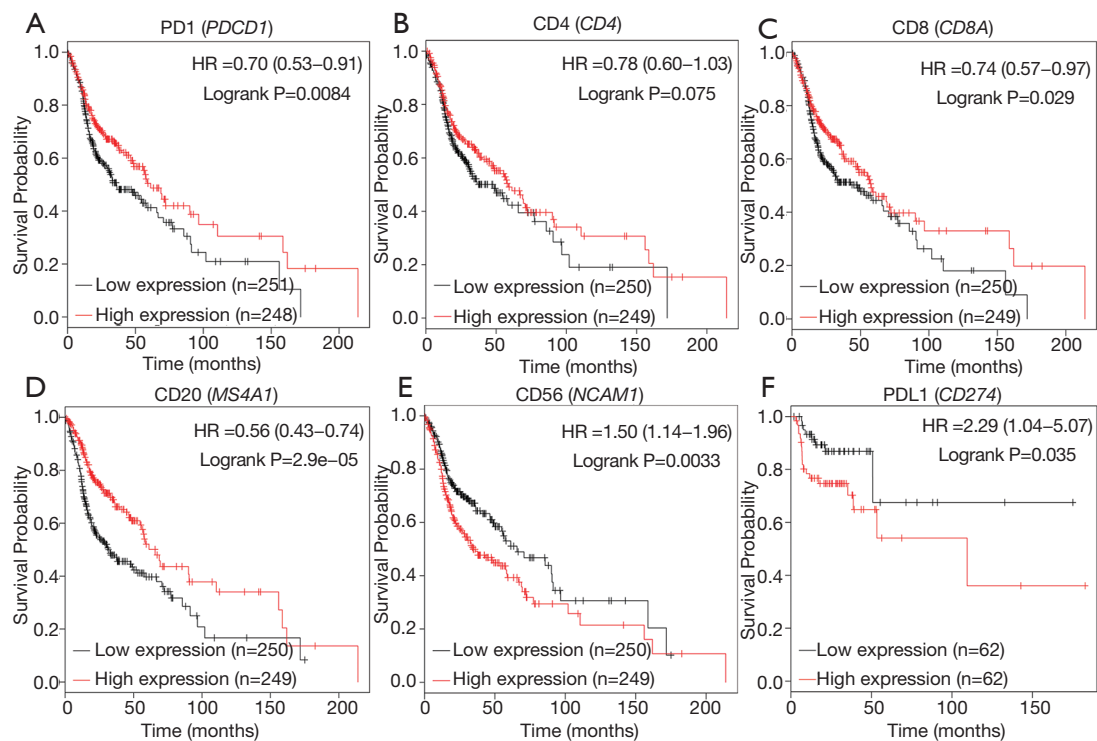 A
PD1 (PDCD1)
HR =0.70 (0.53–0.91)
Logrank P=0.0084
Survival Probability
1.0
0.8
0.6
0.4
0.2
0.0
Low expression (n=251)
High expression (n=248)
0 50 100 150 200
Time (months)
B
CD4 (CD4)
HR =0.78 (0.60–1.03)
Logrank P=0.075
Survival Probability
1.0
0.8
0.6
0.4
0.2
0.0
Low expression (n=250)
High expression (n=249)
0 50 100 150 200
Time (months)
C
CD8 (CD8A)
HR =0.74 (0.57–0.97)
Logrank P=0.029
Survival Probability
1.0
0.8
0.6
0.4
0.2
0.0
Low expression (n=250)
High expression (n=249)
0 50 100 150 200
Time (months)
D
CD20 (MS4A1)
HR =0.56 (0.43–0.74)
Logrank P=2.9e–05
Survival Probability
1.0
0.8
0.6
0.4
0.2
0.0
Low expression (n=250)
High expression (n=249)
0 50 100 150 200
Time (months)
E
CD56 (NCAM1)
HR =1.50 (1.14–1.96)
Logrank P=0.0033
Survival Probability
1.0
0.8
0.6
0.4
0.2
0.0
Low expression (n=250)
High expression (n=249)
0 50 100 150 200
Time (months)
F
PDL1 (CD274)
HR =2.29 (1.04–5.07)
Logrank P=0.035
Survival Probability
1.0
0.8
0.6
0.4
0.2
0.0
Low expression (n=62)
High expression (n=62)
0 50 100 150
Time (months)